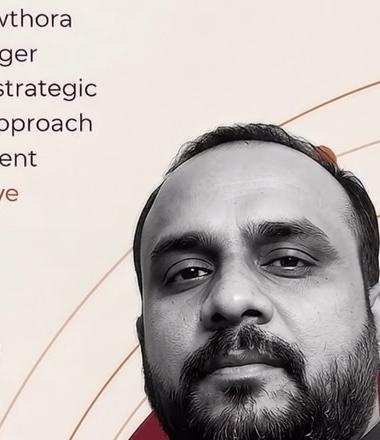 wthora
ger
strategic
pproach
ent
ve